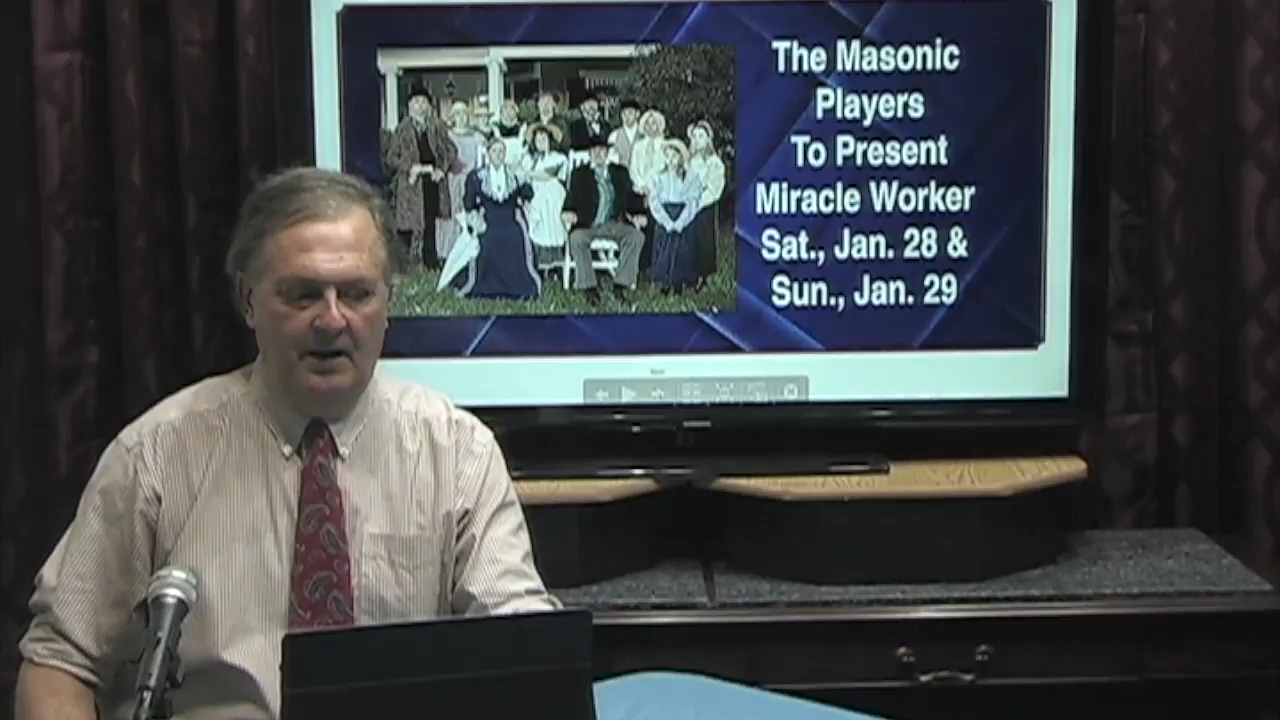 The Masonic
Players
To Present
Miracle Worker
Sat., Jan. 28 &
Sun., Jan. 29